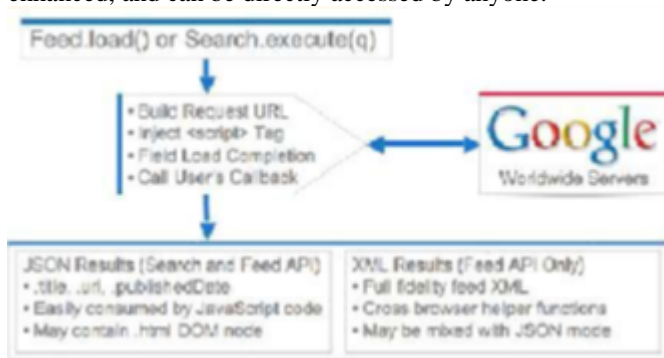 enhanced, and can be directly accessed by anyone.
Feed.load() or Search.execute(q)
• Build Request URL
• Inject <script> Tag
• Field Load Completion
• Call User's Callback
Google
Worldwide Servers
JSON Results (Search and Feed API)
• .title, .url, .publishedDate
• Easily consumed by JavaScript code
• May contain .html DOM node
XML Results (Feed API Only)
• Full fidelity feed XML
• Cross browser helper functions
• May be mixed with JSON mode